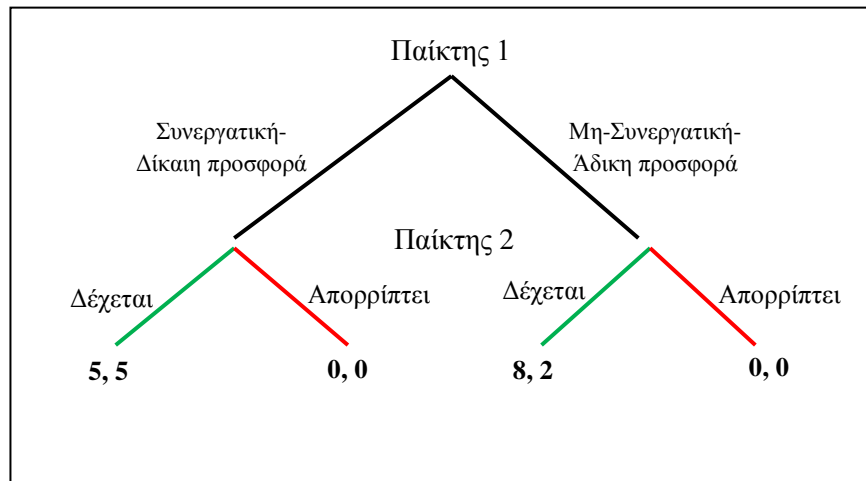 Παίκτης 1
Συνεργατική-
Δίκαιη προσφορά
Μη-Συνεργατική-
Άδικη προσφορά
Παίκτης 2
Δέχεται
Απορρίπτει
Δέχεται
Απορρίπτει
5, 5
0, 0
8, 2
0, 0